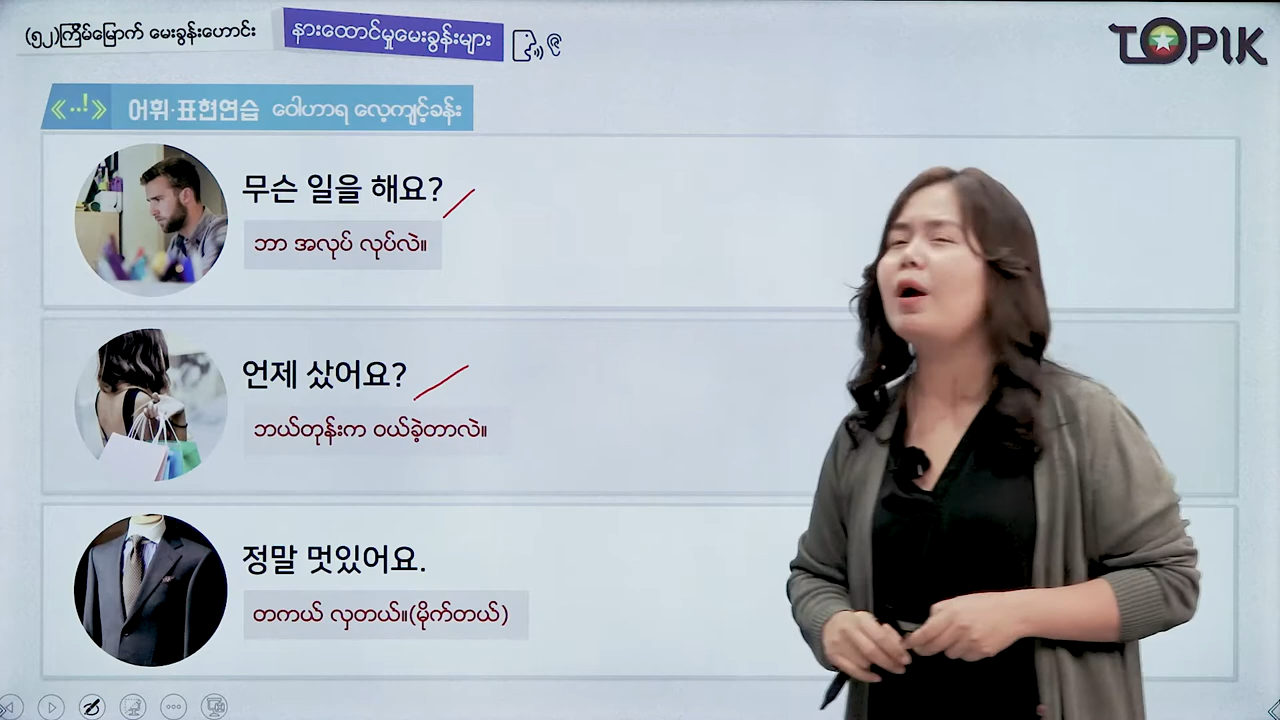 (၅၂)ကြိမ်မြောက် မေးခွန်းဟောင်း
နားထောင်မှုမေးခွန်းများ
TOPIK
어휘·표현연습 ဝေါဟာရ လေ့ကျင့်ခန်း
무슨 일을 해요?
ဘာ အလုပ် လုပ်လဲ။
언제 샀어요?
ဘယ်တုန်းက ဝယ်ခဲ့တာလဲ။
정말 멋있어요.
တကယ် လှတယ်။(မိုက်တယ်)